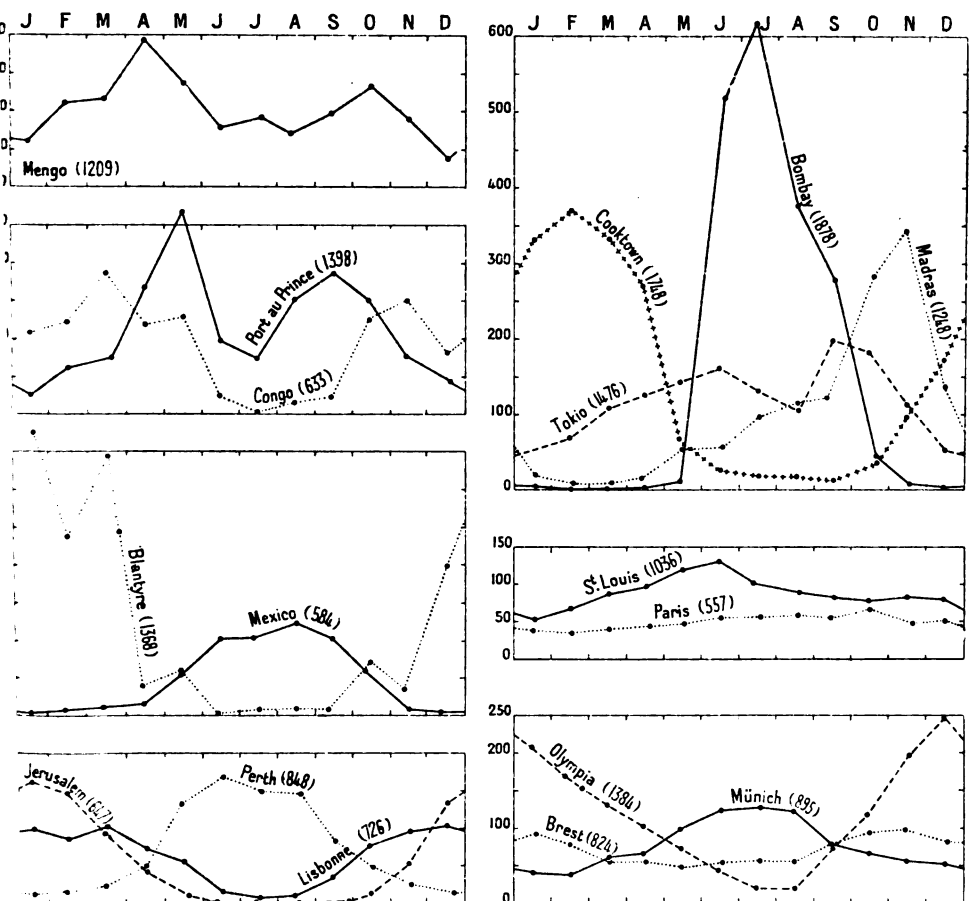 J F M A M J J A S O N D
Mengo (1209)
Port au Prince (1398)
Congo (633)
Blantyre (1368)
Mexico (584)
Jerusalem (647)
Perth (848)
Lisbonne (726)
J F M A M J J A S O N D
600
500
400
300
200
100
0
Cooktown (1748)
Bombay (1878)
Madras (1248)
Tokio (1476)
150
100
50
0
St. Louis (1036)
Paris (557)
250
200
100
0
Olympia (1384)
Münich (895)
Brest (824)